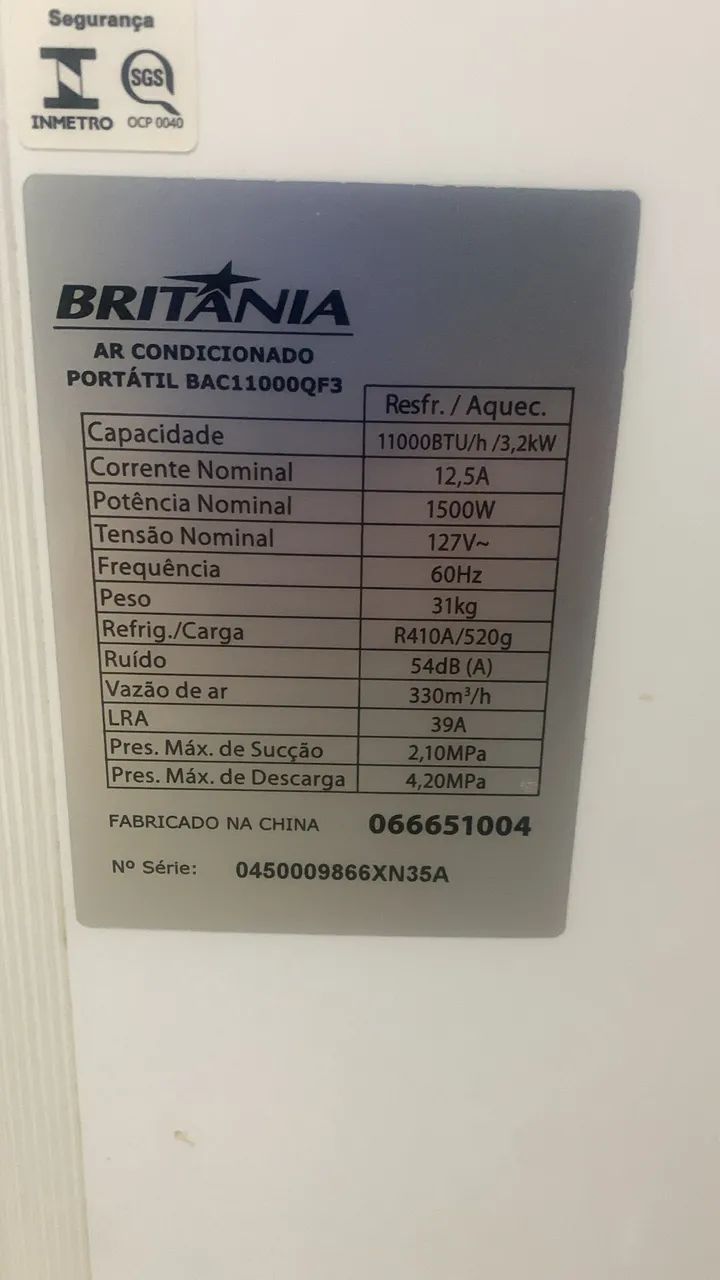 Segurança
SGS
INMETRO OCP 0040
BRITÂNIA
AR CONDICIONADO
PORTÁTIL BAC11000QF3
Resfr. / Aquec.
Capacidade 11000BTU/h /3,2kW
Corrente Nominal 12,5A
Potência Nominal 1500W
Tensão Nominal 127V~
Frequência 60Hz
Peso 31kg
Refrig./Carga R410A/520g
Ruído 54dB (A)
Vazão de ar 330m³/h
LRA 39A
Pres. Máx. de Sucção 2,10MPa
Pres. Máx. de Descarga 4,20MPa
FABRICADO NA CHINA 066651004
Nº Série: 0450009866XN35A